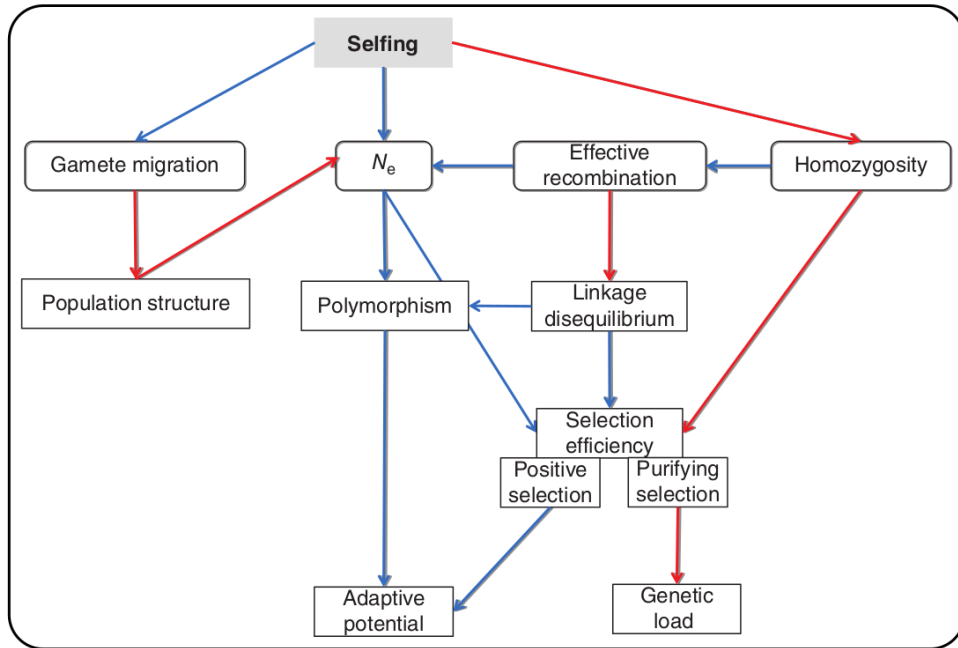 Selfing
Gamete migration
Nₑ
Effective
recombination
Homozygosity
Population structure
Polymorphism
Linkage
disequilibrium
Selection
efficiency
Positive
selection
Purifying
selection
Adaptive
potential
Genetic
load